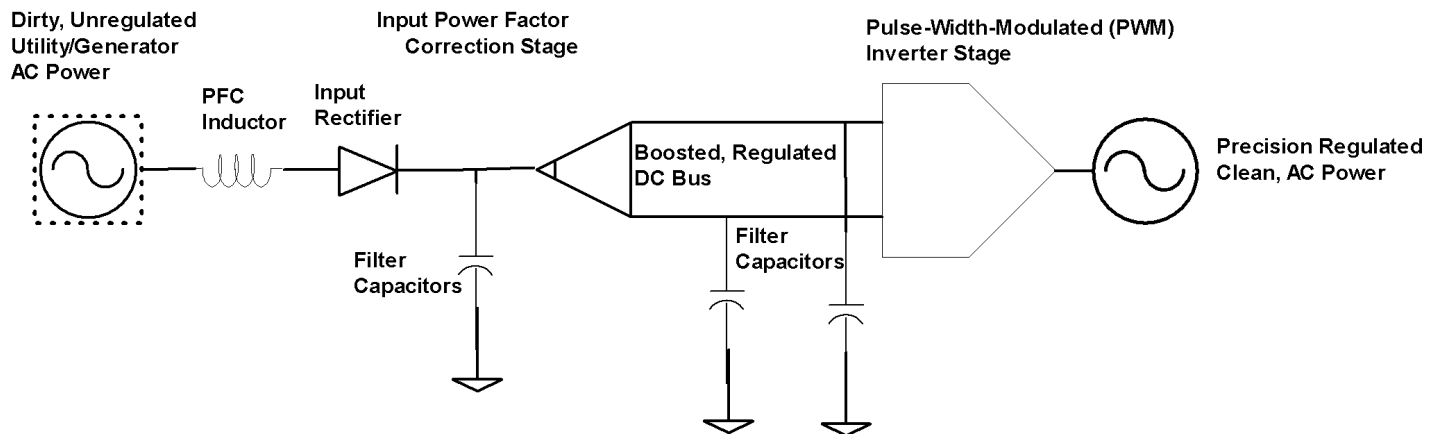 Dirty, Unregulated
Utility/Generator
AC Power
Input Power Factor
Correction Stage
Pulse-Width-Modulated (PWM)
Inverter Stage
PFC
Inductor
Input
Rectifier
Boosted, Regulated
DC Bus
Precision Regulated
Clean, AC Power
Filter
Capacitors
Filter
Capacitors